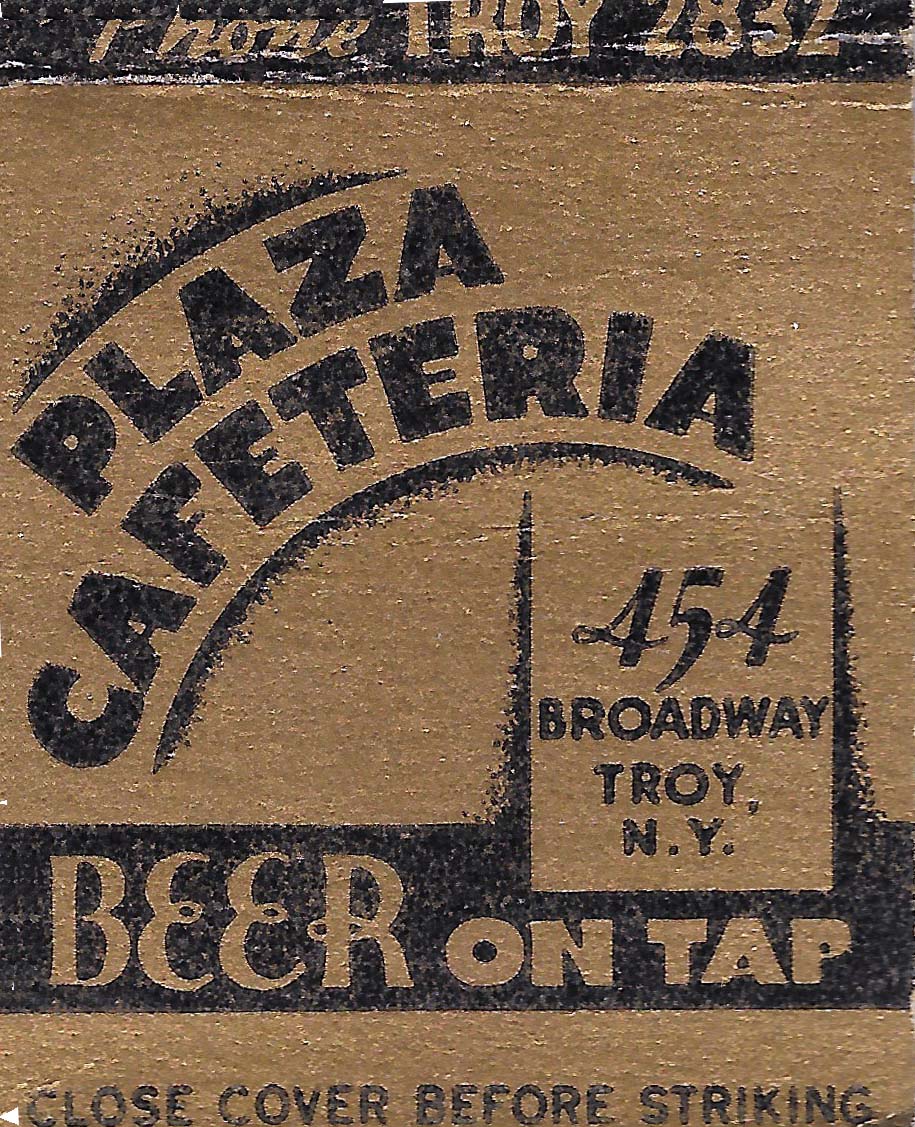 Phone TROY 2832
PLAZA
CAFETERIA
454
BROADWAY
TROY,
N.Y.
BEER ON TAP
CLOSE COVER BEFORE STRIKING